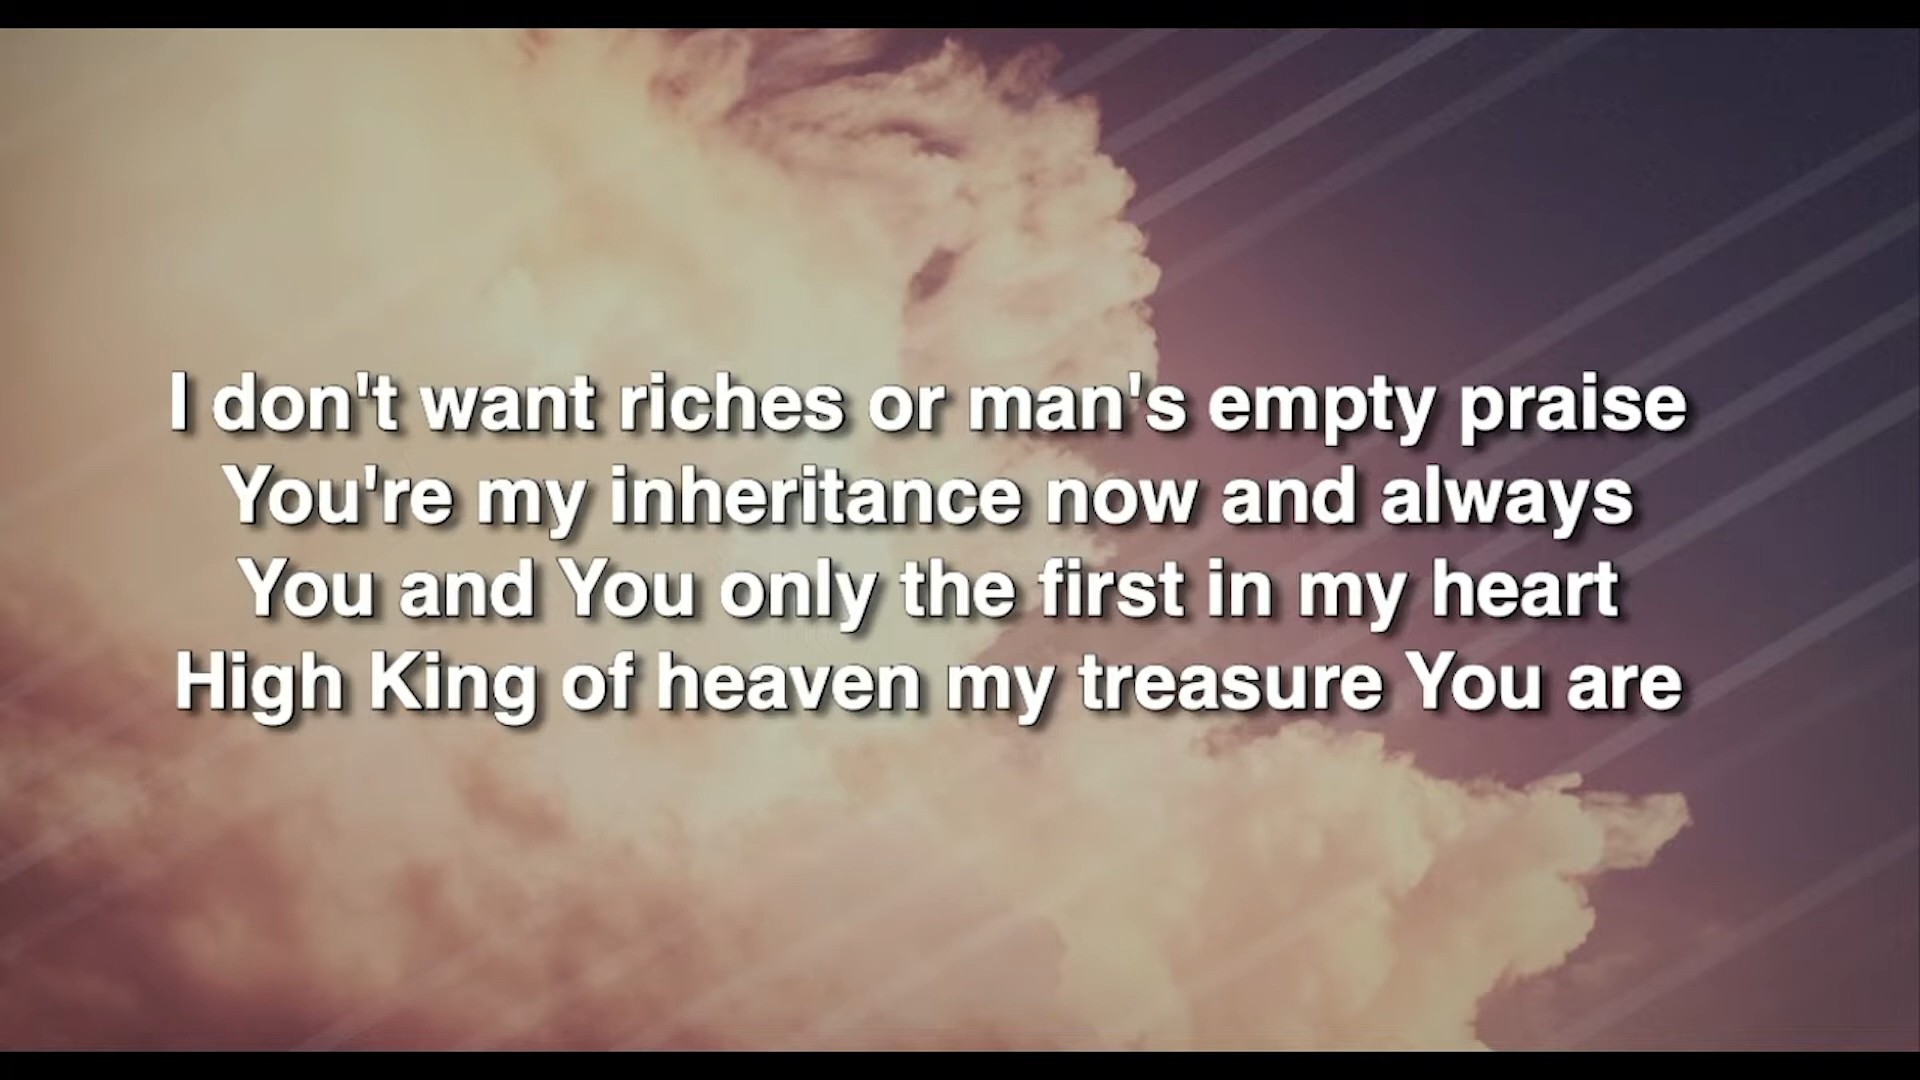 I don't want riches or man's empty praise
You're my inheritance now and always
You and You only the first in my heart
High King of heaven my treasure You are